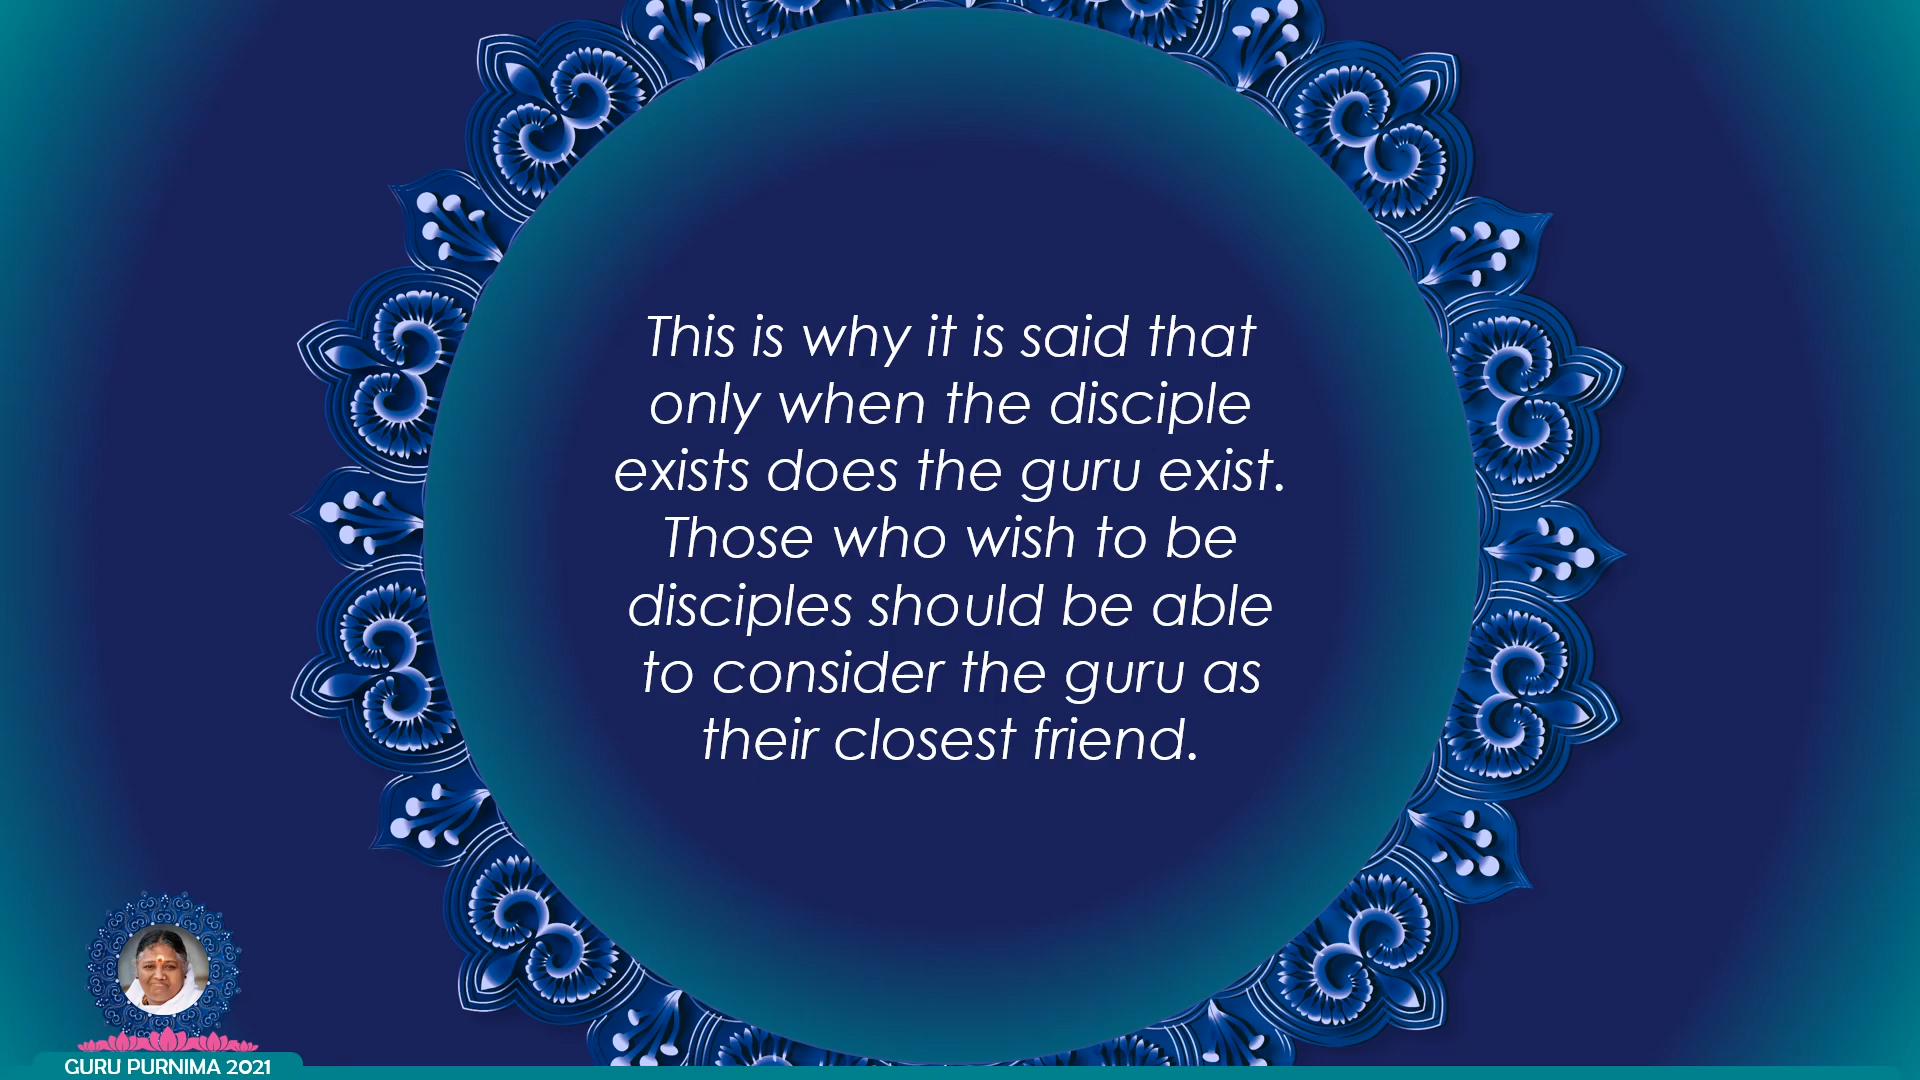 This is why it is said that
only when the disciple
exists does the guru exist.
Those who wish to be
disciples should be able
to consider the guru as
their closest friend.
GURU PURNIMA 2021